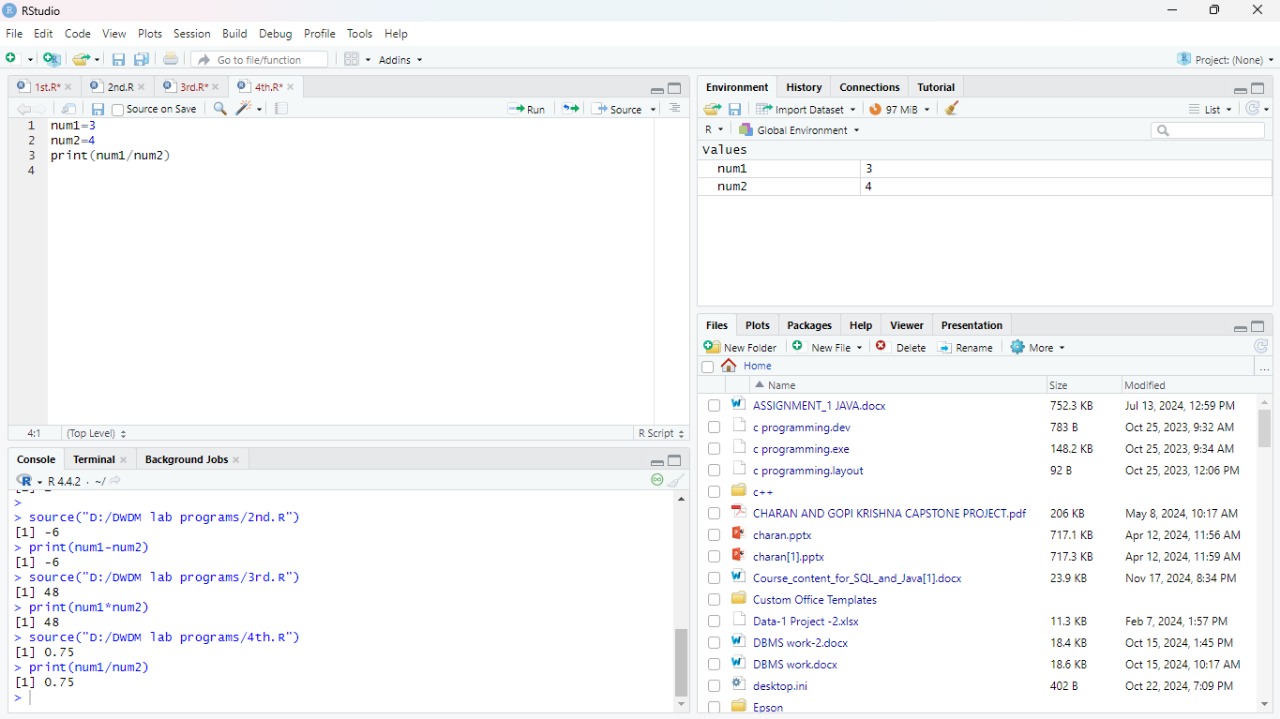 RStudio
File Edit Code View Plots Session Build Debug Profile Tools Help
Go to file/function Addins Project: (None)
1st.R* 2nd.R 3rd.R* 4th.R*
Source on Save Run Source
1 num1=3
2 num2=4
3 print(num1/num2)
4
4:1 (Top Level) R Script
Console Terminal Background Jobs
R 4.4.2 · ~/
>
> source("D:/DWDM lab programs/2nd.R")
[1] -6
> print(num1-num2)
[1] -6
> source("D:/DWDM lab programs/3rd.R")
[1] 48
> print(num1*num2)
[1] 48
> source("D:/DWDM lab programs/4th.R")
[1] 0.75
> print(num1/num2)
[1] 0.75
>
Environment History Connections Tutorial
Import Dataset 97 MiB List
R Global Environment
Values
num1 3
num2 4
Files Plots Packages Help Viewer Presentation
New Folder New File Delete Rename More
Home ...
Name Size Modified
ASSIGNMENT_1 JAVA.docx 752.3 KB Jul 13, 2024, 12:59 PM
c programming.dev 783 B Oct 25, 2023, 9:32 AM
c programming.exe 148.2 KB Oct 25, 2023, 9:34 AM
c programming.layout 92 B Oct 25, 2023, 12:06 PM
c++
CHARAN AND GOPI KRISHNA CAPSTONE PROJECT.pdf 206 KB May 8, 2024, 10:17 AM
charan.pptx 717.1 KB Apr 12, 2024, 11:56 AM
charan[1].pptx 717.3 KB Apr 12, 2024, 11:59 AM
Course_content_for_SQL_and_Java[1].docx 23.9 KB Nov 17, 2024, 8:34 PM
Custom Office Templates
Data-1 Project -2.xlsx 11.3 KB Feb 7, 2024, 1:57 PM
DBMS work-2.docx 18.4 KB Oct 15, 2024, 1:45 PM
DBMS work.docx 18.6 KB Oct 15, 2024, 10:17 AM
desktop.ini 402 B Oct 22, 2024, 7:09 PM
Epson